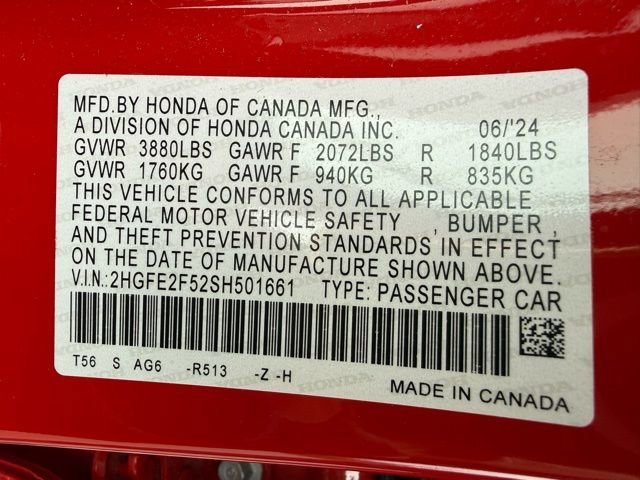 MFD.BY HONDA OF CANADA MFG.,
A DIVISION OF HONDA CANADA INC. 06/'24
GVWR 3880LBS GAWR F 2072LBS R 1840LBS
GVWR 1760KG GAWR F 940KG R 835KG
THIS VEHICLE CONFORMS TO ALL APPLICABLE
FEDERAL MOTOR VEHICLE SAFETY , BUMPER ,
AND THEFT PREVENTION STANDARDS IN EFFECT
ON THE DATE OF MANUFACTURE SHOWN ABOVE.
V.I.N.:2HGFE2F52SH501661 TYPE: PASSENGER CAR
T56 S AG6 -R513 -Z -H
MADE IN CANADA